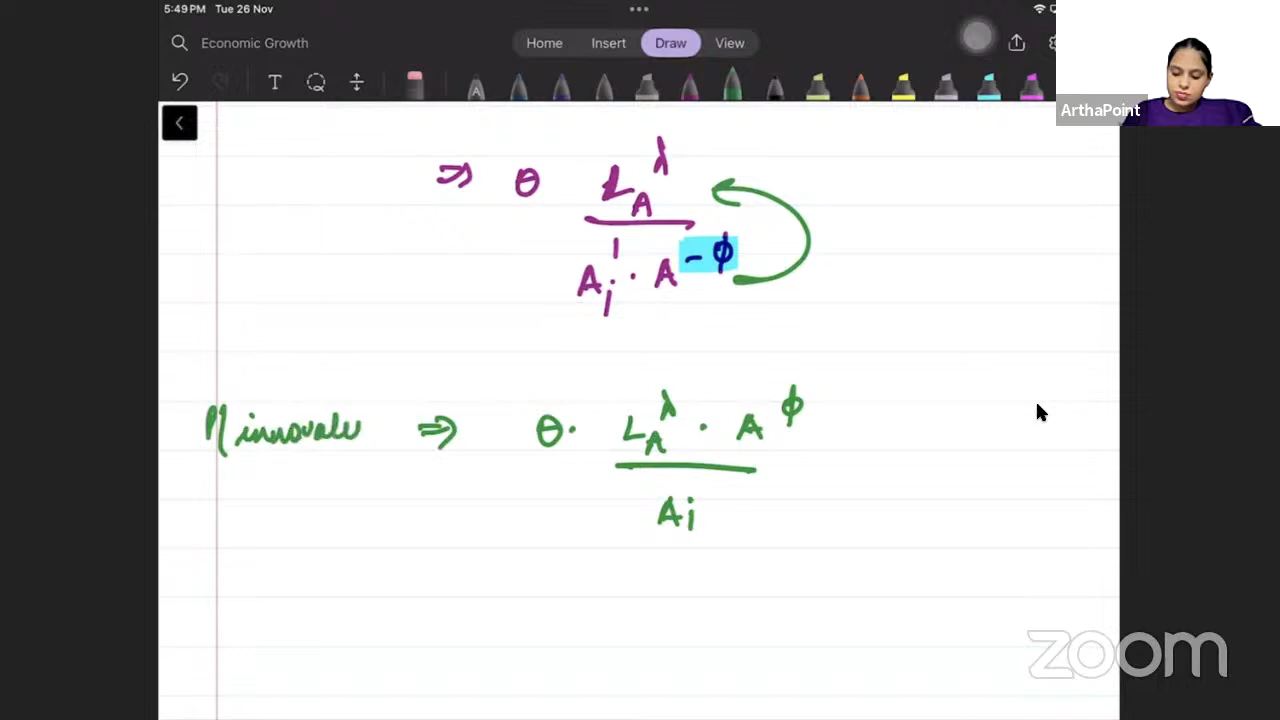 5:49 PM Tue 26 Nov
Economic Growth
Home Insert Draw View
T
A
ArthaPoint
⇒ θ L_A^λ
A_i^1 · A^-ϕ
innovate ⇒ θ · L_A^λ · A^ϕ
A_i
zoom